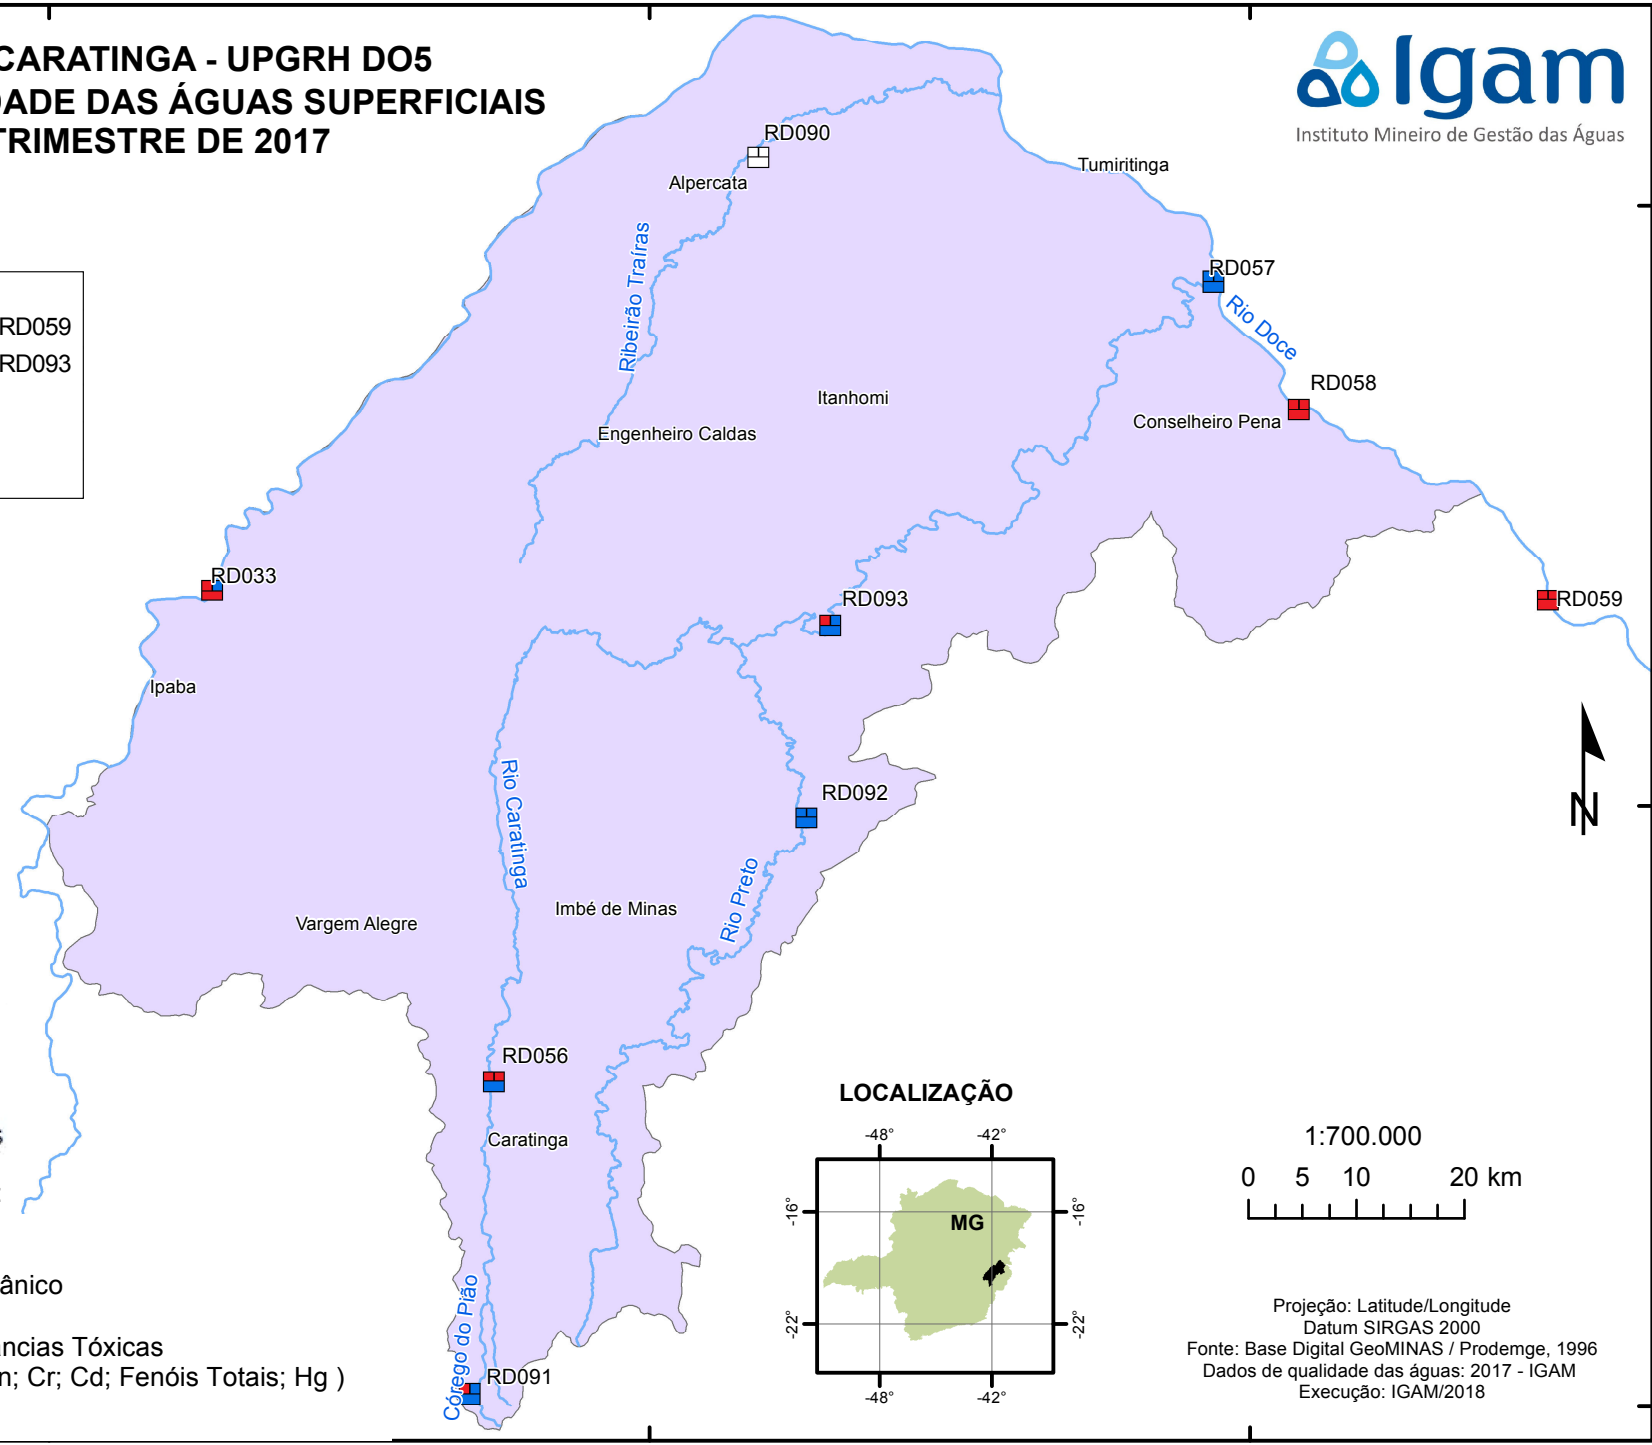 CARATINGA - UPGRH DO5
DADE DAS ÁGUAS SUPERFICIAIS
TRIMESTRE DE 2017
Igam
Instituto Mineiro de Gestão das Águas
RD090
Alpercata
Tumiritinga
Ribeirão Traíras
RD057
Rio Doce
RD059
RD093
RD058
Itanhomi
Conselheiro Pena
Engenheiro Caldas
RD033
RD093
RD059
Ipaba
Rio Caratinga
RD092
N
Rio Preto
Imbé de Minas
Vargem Alegre
RD056
Caratinga
LOCALIZAÇÃO
-48°
-42°
-16°
-16°
MG
-22°
-22°
-48°
-42°
1:700.000
0 5 10 20 km
ânico
ncias Tóxicas
n; Cr; Cd; Fenóis Totais; Hg )
Córrego do Pião
RD091
Projeção: Latitude/Longitude
Datum SIRGAS 2000
Fonte: Base Digital GeoMINAS / Prodemge, 1996
Dados de qualidade das águas: 2017 - IGAM
Execução: IGAM/2018